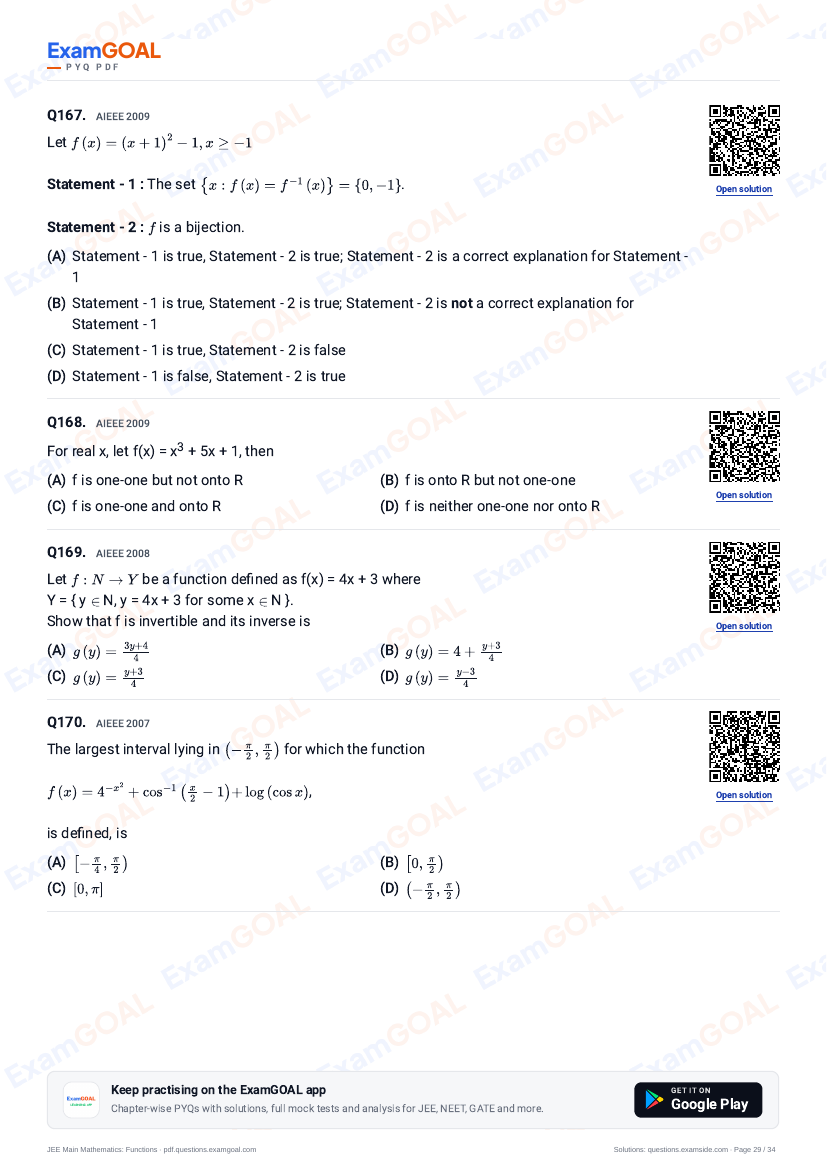 ExamGOAL
PYQ PDF
Q167. AIEEE 2009
Let f (x) = (x + 1)² − 1, x ≥ −1
Statement - 1 : The set {x : f (x) = f⁻¹ (x)} = {0, −1}.
Statement - 2 : f is a bijection.
(A) Statement - 1 is true, Statement - 2 is true; Statement - 2 is a correct explanation for Statement -
1
(B) Statement - 1 is true, Statement - 2 is true; Statement - 2 is not a correct explanation for
Statement - 1
(C) Statement - 1 is true, Statement - 2 is false
(D) Statement - 1 is false, Statement - 2 is true
Open solution
Q168. AIEEE 2009
For real x, let f(x) = x³ + 5x + 1, then
(A) f is one-one but not onto R
(B) f is onto R but not one-one
(C) f is one-one and onto R
(D) f is neither one-one nor onto R
Open solution
Q169. AIEEE 2008
Let f : N → Y be a function defined as f(x) = 4x + 3 where
Y = { y ∈ N, y = 4x + 3 for some x ∈ N }.
Show that f is invertible and its inverse is
(A) g (y) = (3y+4)/4
(B) g (y) = 4 + (y+3)/4
(C) g (y) = (y+3)/4
(D) g (y) = (y−3)/4
Open solution
Q170. AIEEE 2007
The largest interval lying in (−π/2, π/2) for which the function
f (x) = 4^(−x²) + cos⁻¹ (x/2 − 1) + log (cos x),
is defined, is
(A) [−π/4, π/2)
(B) [0, π/2)
(C) [0, π]
(D) (−π/2, π/2)
Open solution
Keep practising on the ExamGOAL app
Chapter-wise PYQs with solutions, full mock tests and analysis for JEE, NEET, GATE and more.
GET IT ON
Google Play
JEE Main Mathematics: Functions · pdf.questions.examgoal.com
Solutions: questions.examside.com · Page 29 / 34